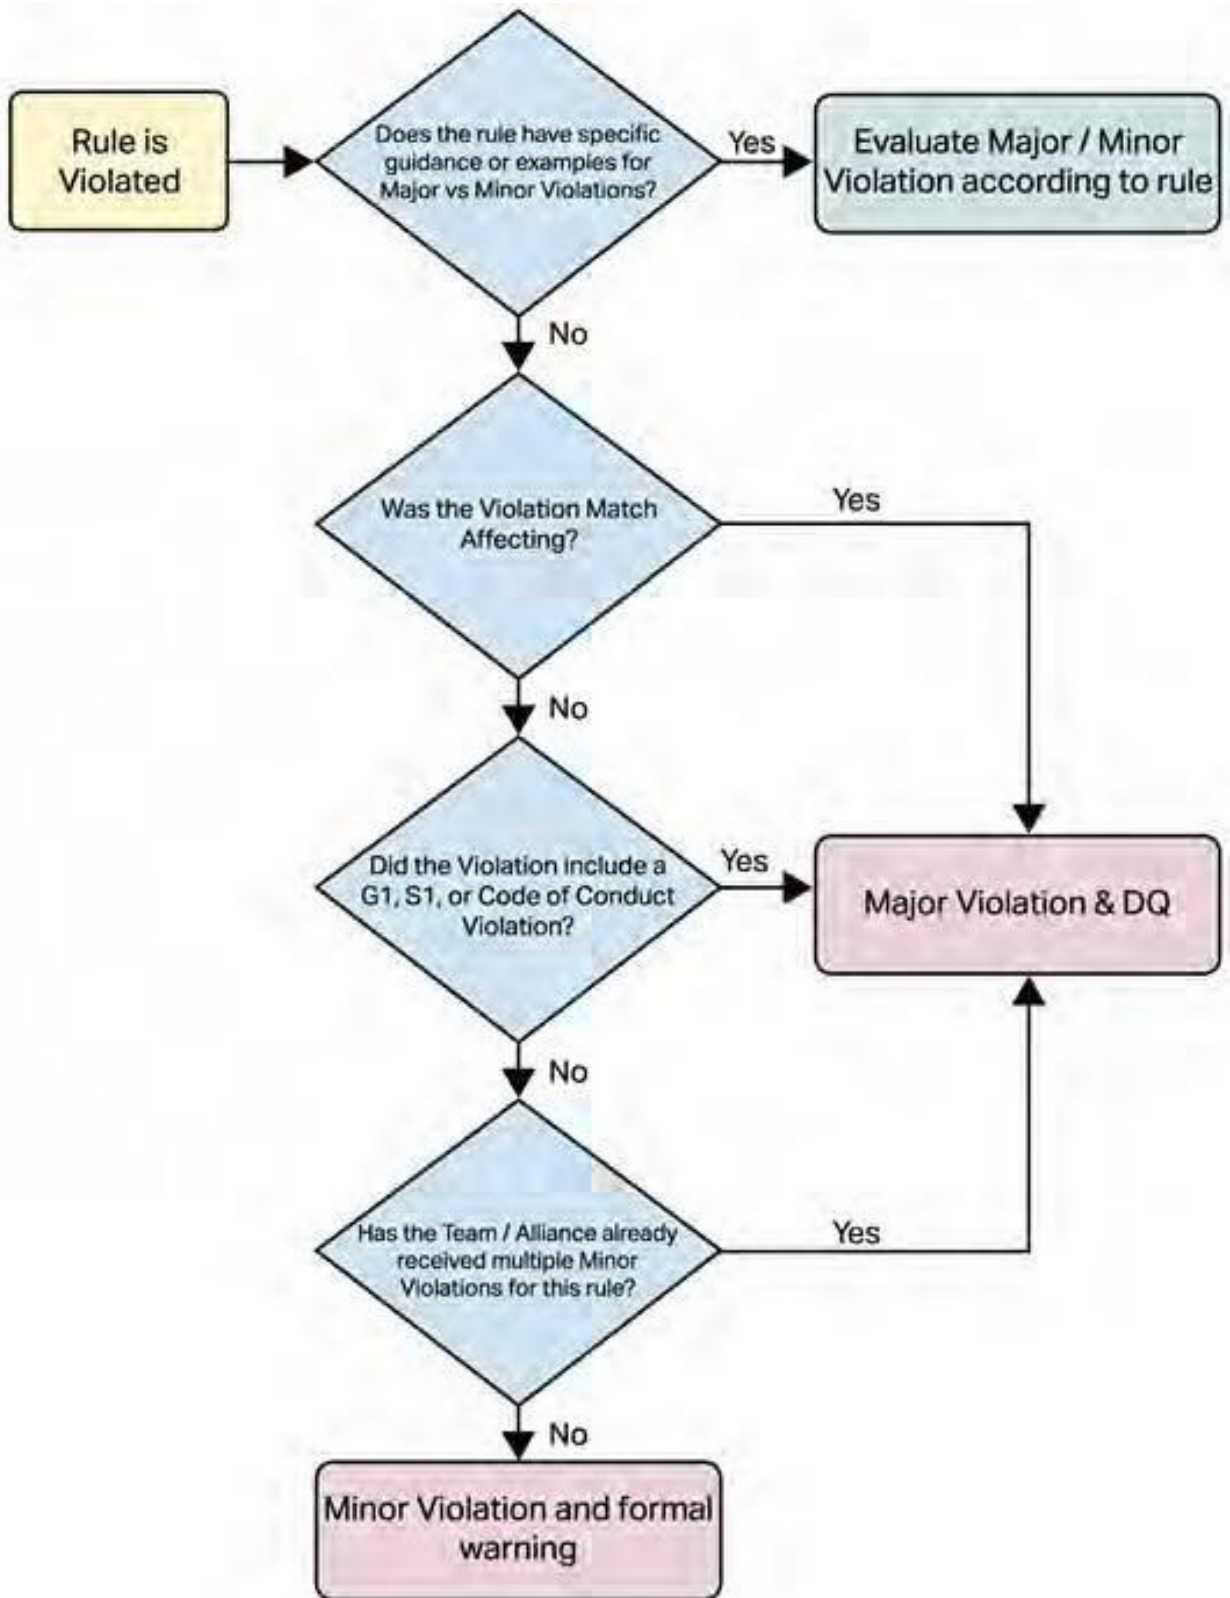 Rule is
Violated
Does the rule have specific
guidance or examples for
Major vs Minor Violations?
Yes
Evaluate Major / Minor
Violation according to rule
No
Was the Violation Match
Affecting?
Yes
No
Did the Violation include a
G1, S1, or Code of Conduct
Violation?
Yes
Major Violation & DQ
No
Has the Team / Alliance already
received multiple Minor
Violations for this rule?
Yes
No
Minor Violation and formal
warning